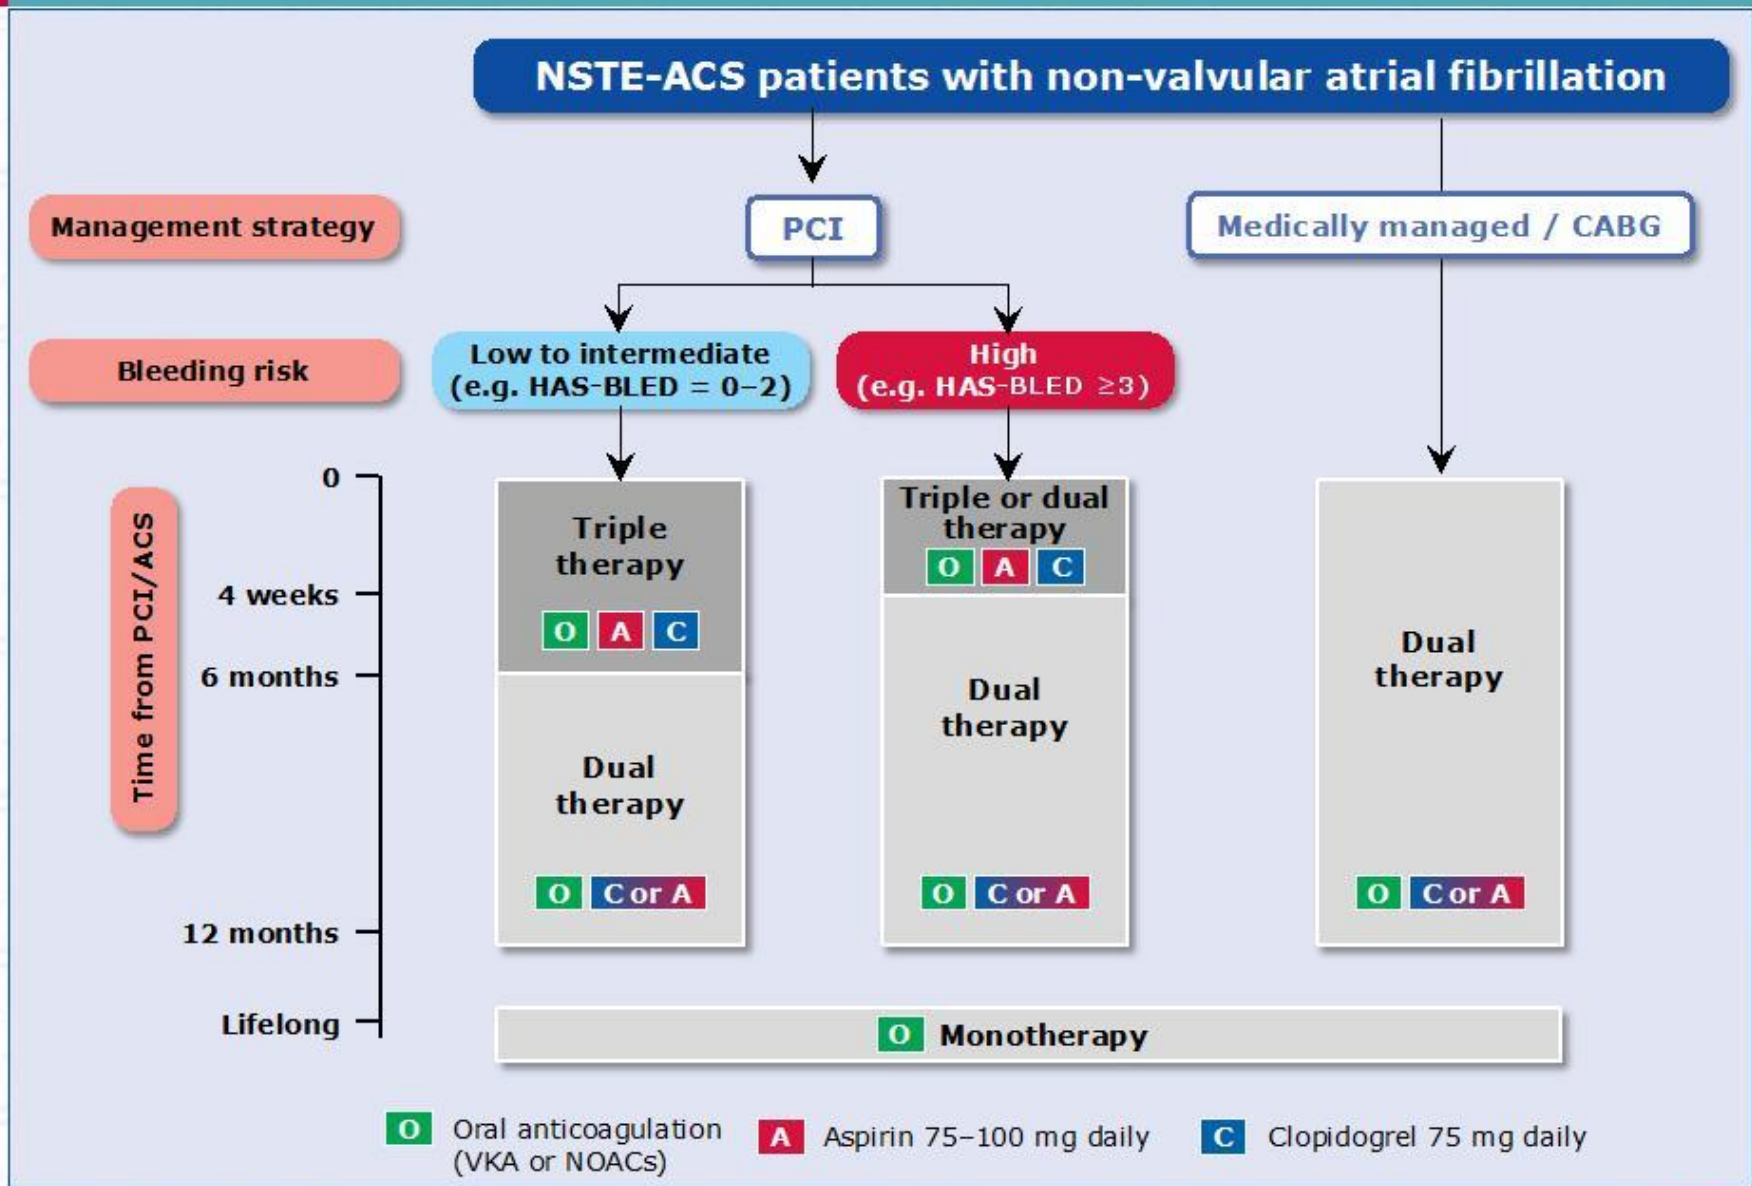 NSTE-ACS patients with non-valvular atrial fibrillation
Management strategy
PCI
Medically managed / CABG
Bleeding risk
Low to intermediate
(e.g. HAS-BLED = 0–2)
High
(e.g. HAS-BLED ≥3)
Time from PCI/ACS
0
4 weeks
6 months
12 months
Lifelong
Triple
therapy
O A C
Dual
therapy
O C or A
Triple or dual
therapy
O A C
Dual
therapy
O C or A
Dual
therapy
O C or A
O Monotherapy
O Oral anticoagulation
(VKA or NOACs)
A Aspirin 75–100 mg daily
C Clopidogrel 75 mg daily